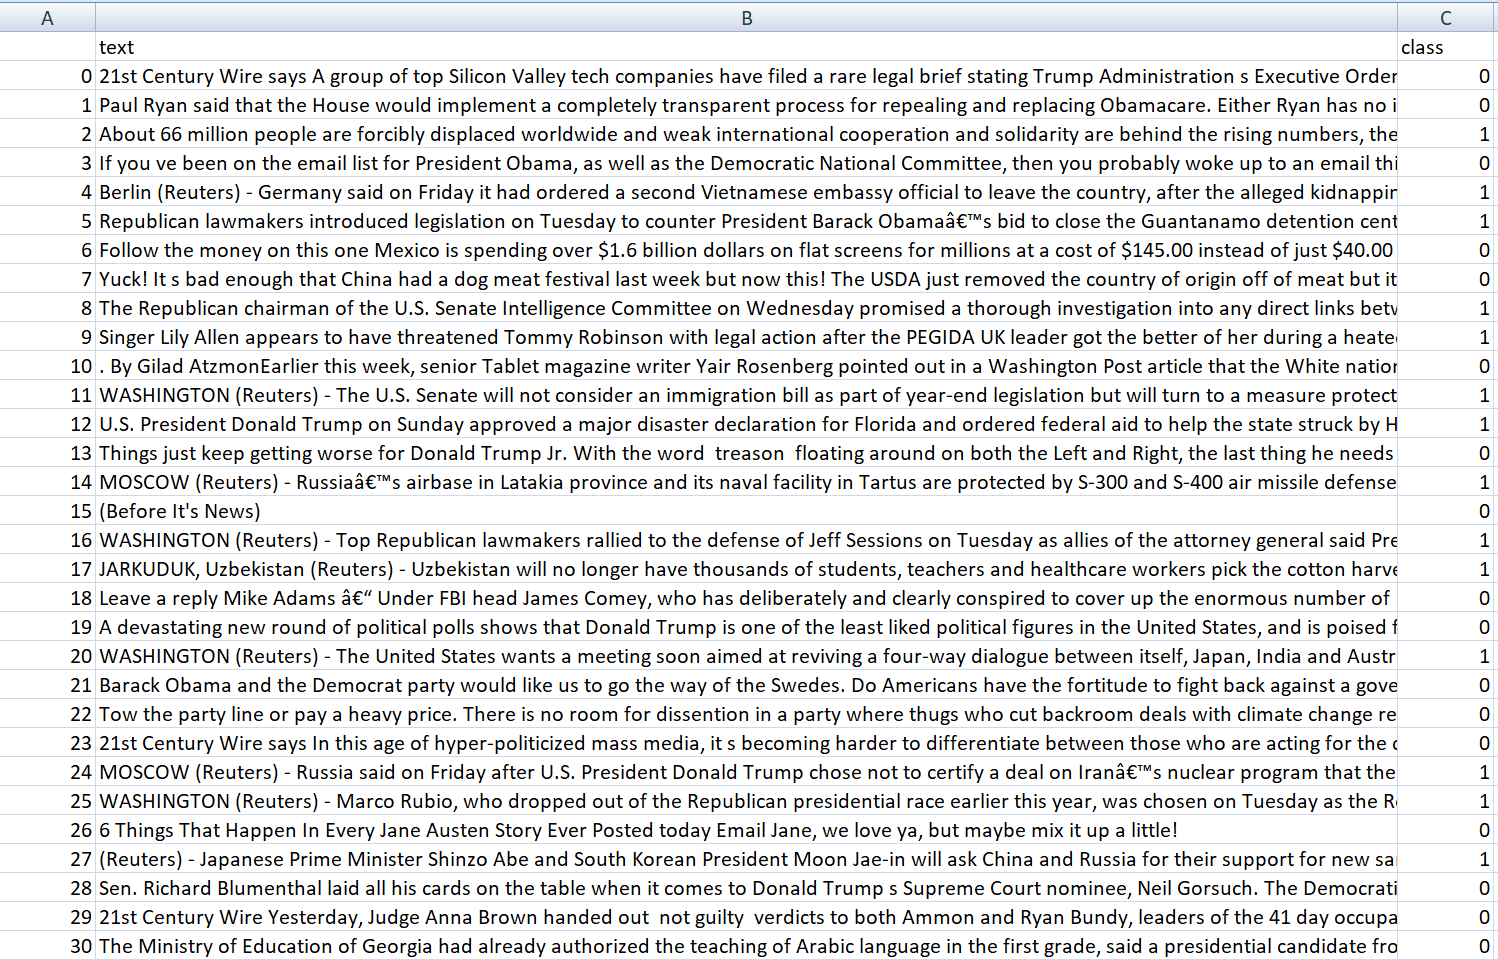 A B C
text class
0 21st Century Wire says A group of top Silicon Valley tech companies have filed a rare legal brief stating Trump Administration s Executive Order 0
1 Paul Ryan said that the House would implement a completely transparent process for repealing and replacing Obamacare. Either Ryan has no i 0
2 About 66 million people are forcibly displaced worldwide and weak international cooperation and solidarity are behind the rising numbers, the 1
3 If you ve been on the email list for President Obama, as well as the Democratic National Committee, then you probably woke up to an email thi 0
4 Berlin (Reuters) - Germany said on Friday it had ordered a second Vietnamese embassy official to leave the country, after the alleged kidnappin 1
5 Republican lawmakers introduced legislation on Tuesday to counter President Barack Obamaâ€™s bid to close the Guantanamo detention cent 1
6 Follow the money on this one Mexico is spending over $1.6 billion dollars on flat screens for millions at a cost of $145.00 instead of just $40.00 0
7 Yuck! It s bad enough that China had a dog meat festival last week but now this! The USDA just removed the country of origin off of meat but it 0
8 The Republican chairman of the U.S. Senate Intelligence Committee on Wednesday promised a thorough investigation into any direct links betw 1
9 Singer Lily Allen appears to have threatened Tommy Robinson with legal action after the PEGIDA UK leader got the better of her during a heate 1
10 . By Gilad AtzmonEarlier this week, senior Tablet magazine writer Yair Rosenberg pointed out in a Washington Post article that the White nation 0
11 WASHINGTON (Reuters) - The U.S. Senate will not consider an immigration bill as part of year-end legislation but will turn to a measure protect 1
12 U.S. President Donald Trump on Sunday approved a major disaster declaration for Florida and ordered federal aid to help the state struck by H 1
13 Things just keep getting worse for Donald Trump Jr. With the word  treason  floating around on both the Left and Right, the last thing he needs 0
14 MOSCOW (Reuters) - Russiaâ€™s airbase in Latakia province and its naval facility in Tartus are protected by S-300 and S-400 air missile defense 1
15 (Before It's News) 0
16 WASHINGTON (Reuters) - Top Republican lawmakers rallied to the defense of Jeff Sessions on Tuesday as allies of the attorney general said Pre 1
17 JARKUDUK, Uzbekistan (Reuters) - Uzbekistan will no longer have thousands of students, teachers and healthcare workers pick the cotton harve 1
18 Leave a reply Mike Adams â€“ Under FBI head James Comey, who has deliberately and clearly conspired to cover up the enormous number of 0
19 A devastating new round of political polls shows that Donald Trump is one of the least liked political figures in the United States, and is poised f 0
20 WASHINGTON (Reuters) - The United States wants a meeting soon aimed at reviving a four-way dialogue between itself, Japan, India and Austr 1
21 Barack Obama and the Democrat party would like us to go the way of the Swedes. Do Americans have the fortitude to fight back against a gove 0
22 Tow the party line or pay a heavy price. There is no room for dissention in a party where thugs who cut backroom deals with climate change re 0
23 21st Century Wire says In this age of hyper-politicized mass media, it s becoming harder to differentiate between those who are acting for the c 0
24 MOSCOW (Reuters) - Russia said on Friday after U.S. President Donald Trump chose not to certify a deal on Iranâ€™s nuclear program that the 1
25 WASHINGTON (Reuters) - Marco Rubio, who dropped out of the Republican presidential race earlier this year, was chosen on Tuesday as the Re 1
26 6 Things That Happen In Every Jane Austen Story Ever Posted today Email Jane, we love ya, but maybe mix it up a little! 0
27 (Reuters) - Japanese Prime Minister Shinzo Abe and South Korean President Moon Jae-in will ask China and Russia for their support for new sa 1
28 Sen. Richard Blumenthal laid all his cards on the table when it comes to Donald Trump s Supreme Court nominee, Neil Gorsuch. The Democrati 0
29 21st Century Wire Yesterday, Judge Anna Brown handed out  not guilty  verdicts to both Ammon and Ryan Bundy, leaders of the 41 day occupa 0
30 The Ministry of Education of Georgia had already authorized the teaching of Arabic language in the first grade, said a presidential candidate fro 0